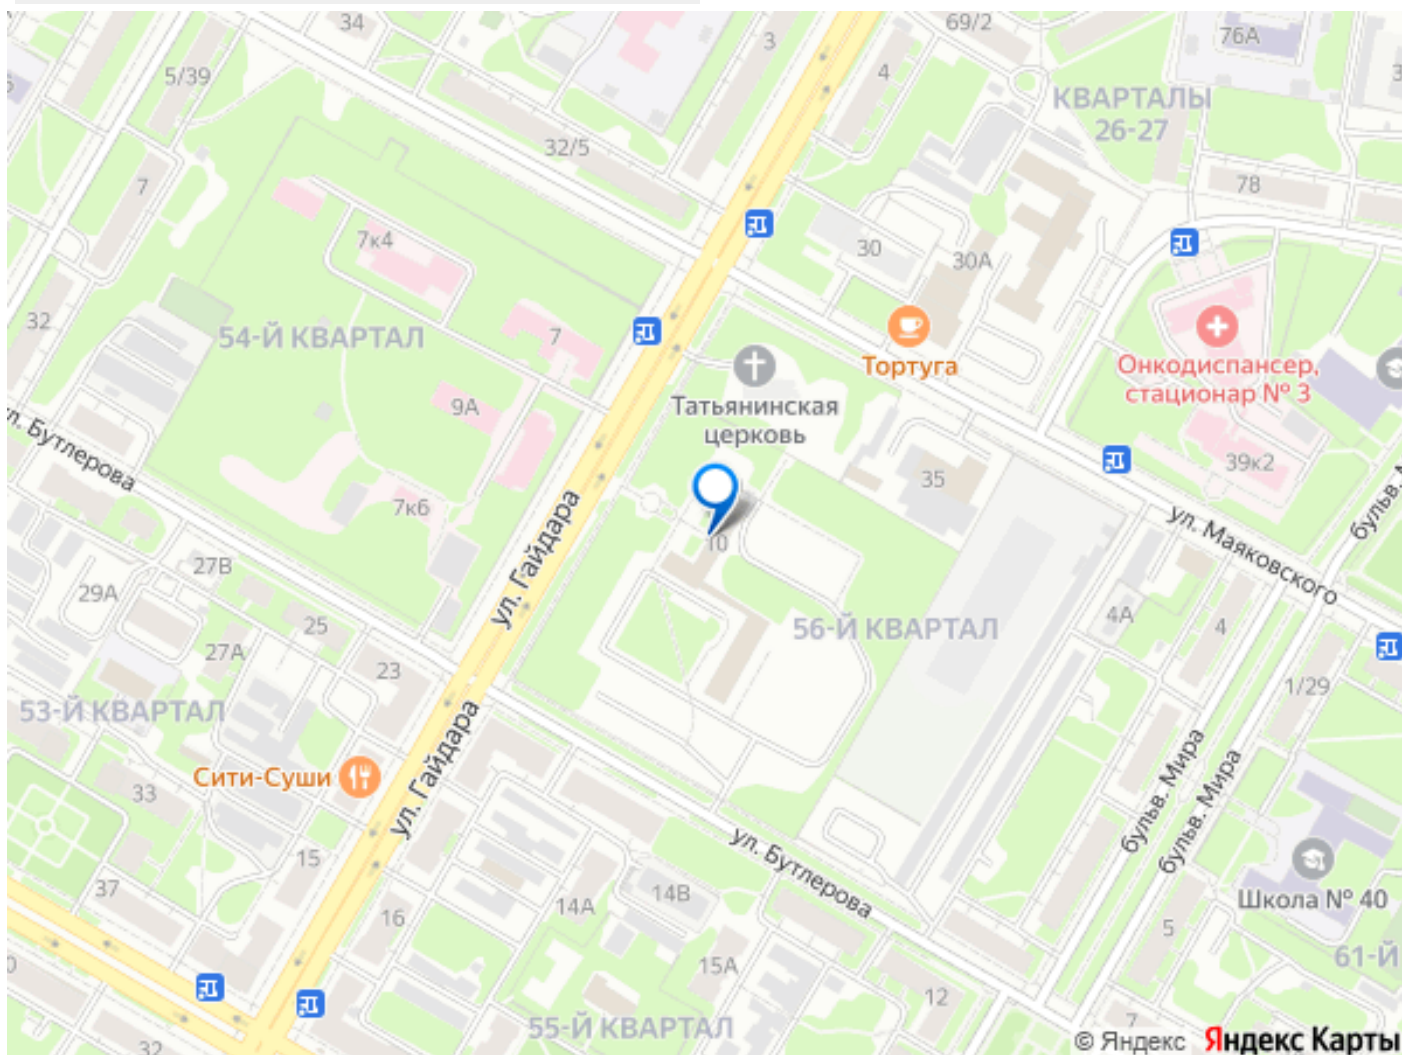 34
3
69/2
76А
5/39
4
КВАРТАЛЫ
26-27
32/5
7
78
7к4
30
30А
32
54-Й КВАРТАЛ
7
Тортуга
Онкодиспансер,
стационар № 3
9А
Татьянинская
церковь
ул. Бутлерова
35
39к2
бульв. М
7к6
ул. Гайдара
10
ул. Маяковского
27В
29А
25
27А
56-Й КВАРТАЛ
4А
4
23
1/29
53-Й КВАРТАЛ
ул. Гайдара
Сити-Суши
33
бульв. Мира
бульв. Мира
ул. Бутлерова
15
37
14А
14В
Школа № 40
16
5
61-Й
15А
12
55-Й КВАРТАЛ
7
32
© Яндекс Яндекс Карты